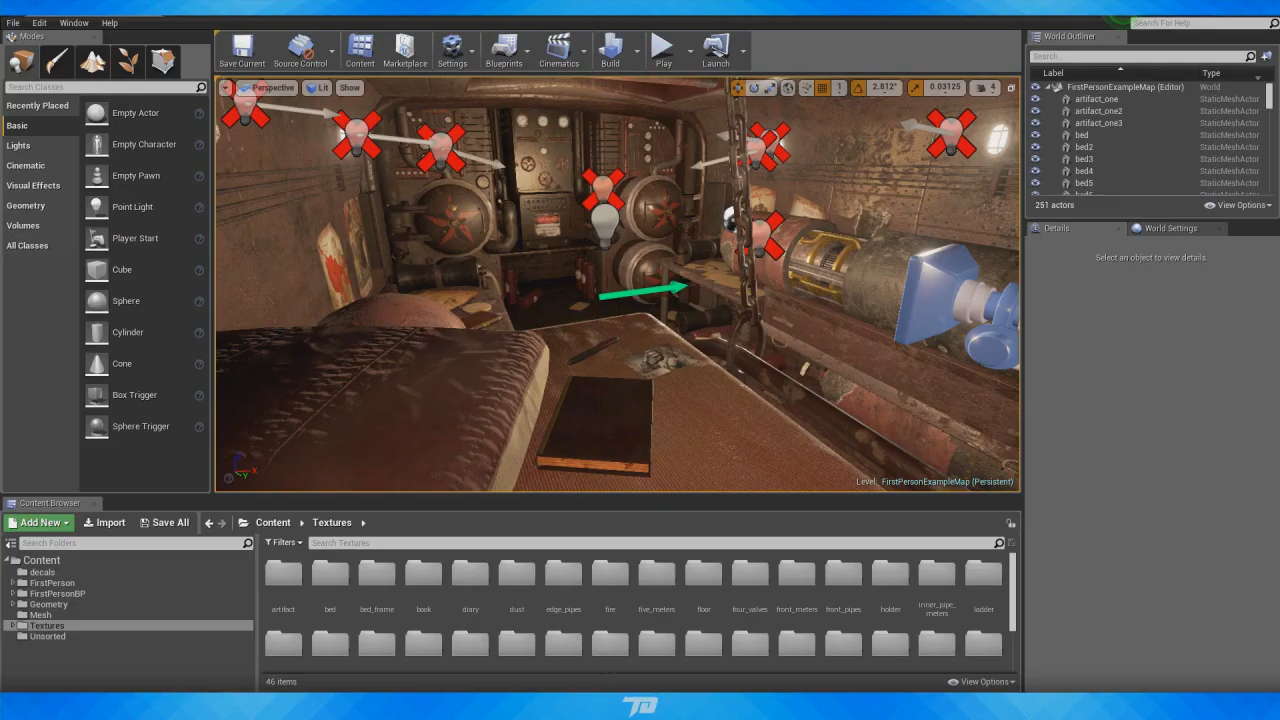 File Edit Window Help
Search For Help
Modes
World Outliner
Save Current Source Control Content Marketplace Settings Blueprints Cinematics Build Play Launch
Search
Search Classes
Perspective Lit Show
2.812° 0.03125 4
Label Type
Recently Placed
Basic
Lights
Cinematic
Visual Effects
Geometry
Volumes
All Classes
Empty Actor
Empty Character
Empty Pawn
Point Light
Player Start
Cube
Sphere
Cylinder
Cone
Box Trigger
Sphere Trigger
FirstPersonExampleMap (Editor) World
artifact_one StaticMeshActor
artifact_one2 StaticMeshActor
artifact_one3 StaticMeshActor
bed StaticMeshActor
bed2 StaticMeshActor
bed3 StaticMeshActor
bed4 StaticMeshActor
bed5 StaticMeshActor
251 actors View Options
Details World Settings
Select an object to view details.
X
Y
Level: FirstPersonExampleMap (Persistent)
Content Browser
Add New Import Save All Content Textures
Search Folders
Filters Search Textures
Content
decals
FirstPerson
FirstPersonBP
Geometry
Mesh
Textures
Unsorted
artifact bed bed_frame book diary dust edge_pipes fire five_meters floor four_valves front_meters front_pipes holder inner_pipe_meters ladder
46 items View Options
TD